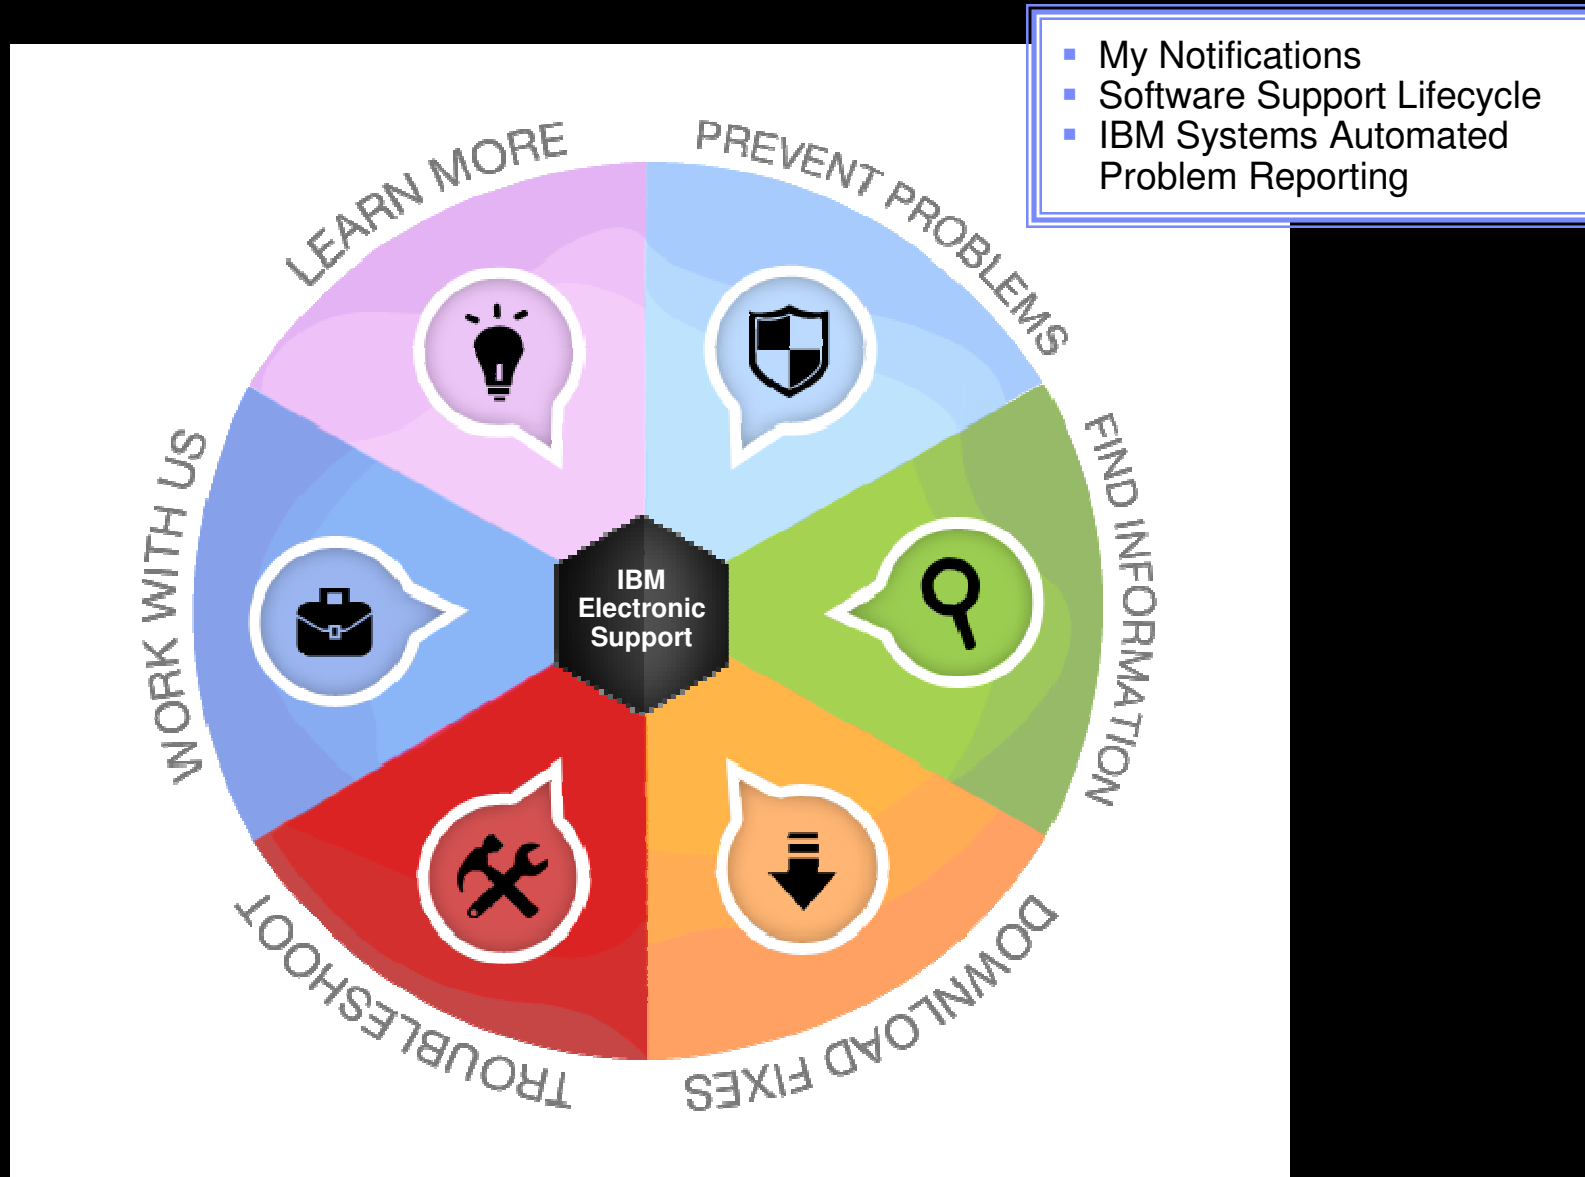 My Notifications
Software Support Lifecycle
IBM Systems Automated
Problem Reporting
LEARN MORE
PREVENT PROBLEMS
FIND INFORMATION
DOWNLOAD FIXES
TROUBLESHOOT
WORK WITH US
IBM
Electronic
Support